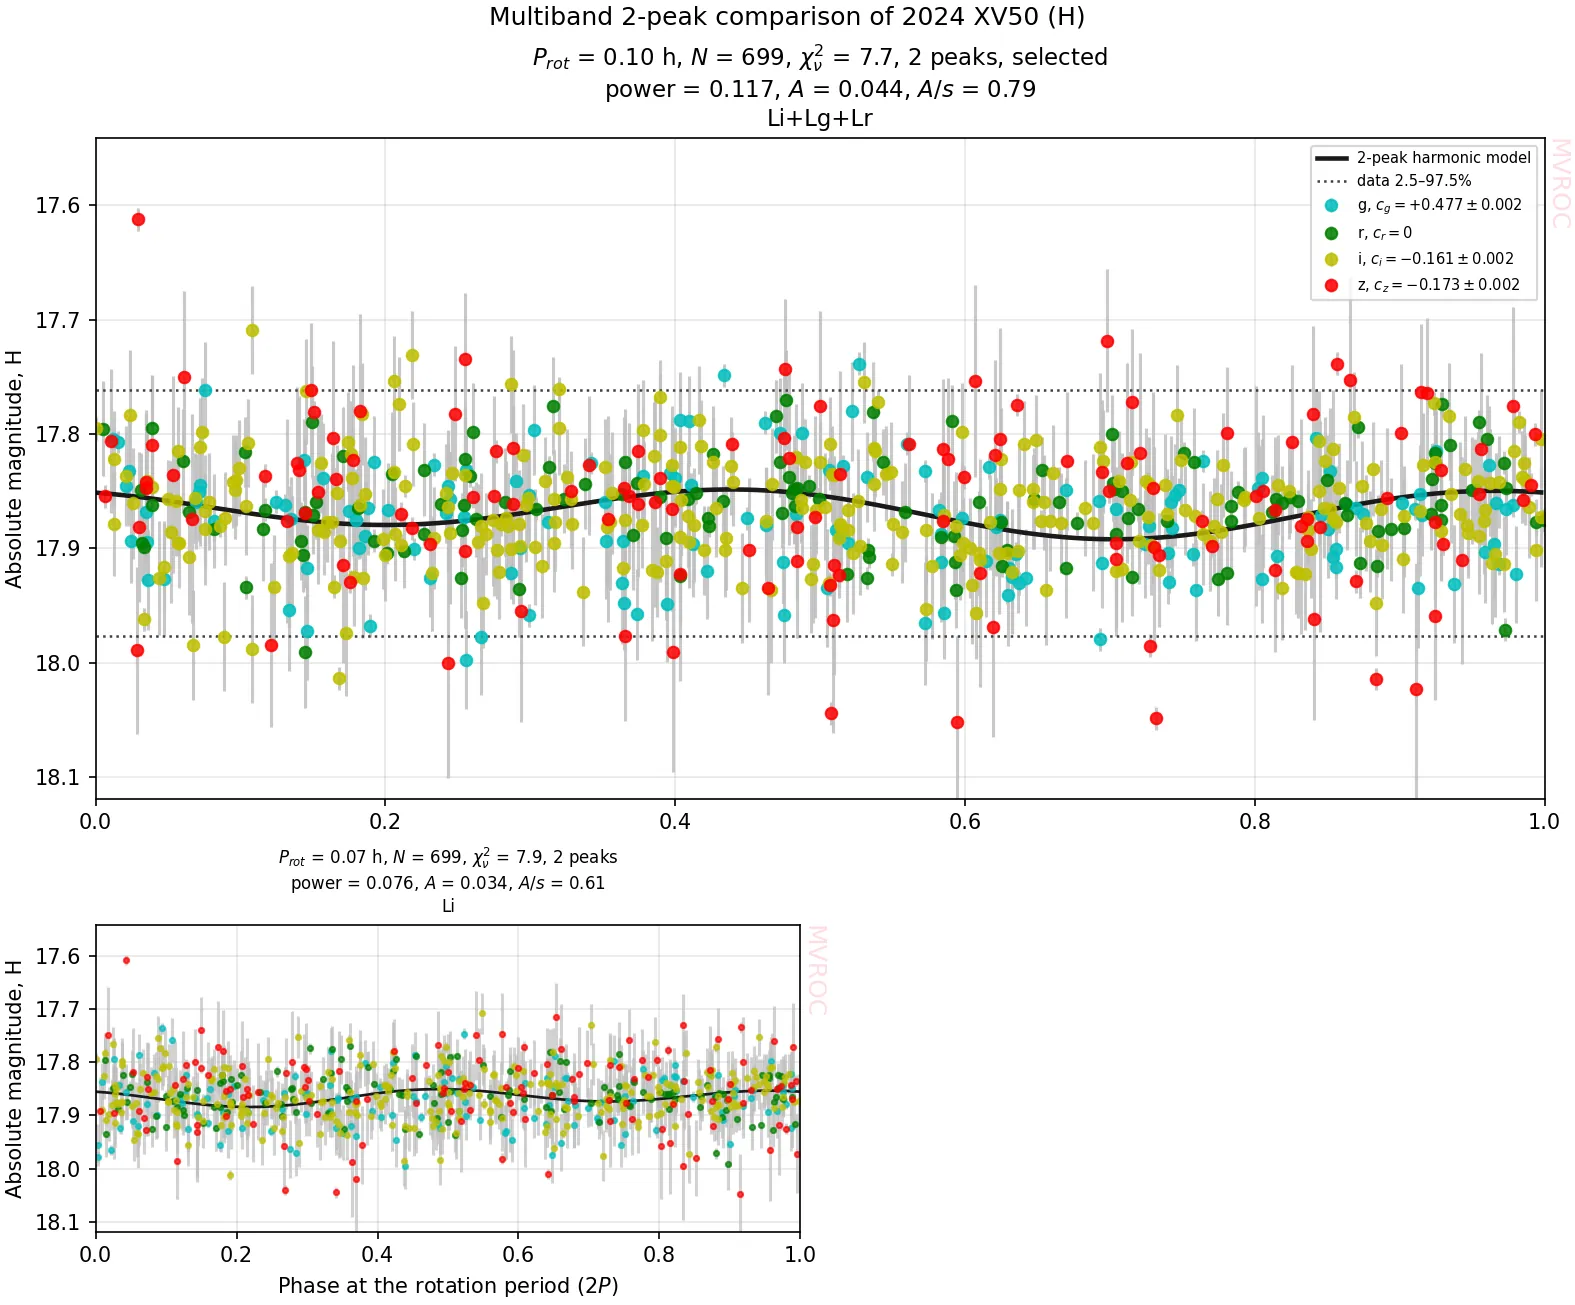 Multiband 2-peak comparison of 2024 XV50 (H)
P_rot = 0.10 h, N = 699, χ²_ν = 7.7, 2 peaks, selected
power = 0.117, A = 0.044, A/s = 0.79
Li+Lg+Lr
MVROC
2-peak harmonic model
data 2.5–97.5%
g, c_g = +0.477 ± 0.002
r, c_r = 0
i, c_i = −0.161 ± 0.002
z, c_z = −0.173 ± 0.002
Absolute magnitude, H
17.6
17.7
17.8
17.9
18.0
18.1
0.0 0.2 0.4 0.6 0.8 1.0
P_rot = 0.07 h, N = 699, χ²_ν = 7.9, 2 peaks
power = 0.076, A = 0.034, A/s = 0.61
Li
MVROC
Absolute magnitude, H
17.6
17.7
17.8
17.9
18.0
18.1
0.0 0.2 0.4 0.6 0.8 1.0
Phase at the rotation period (2P)